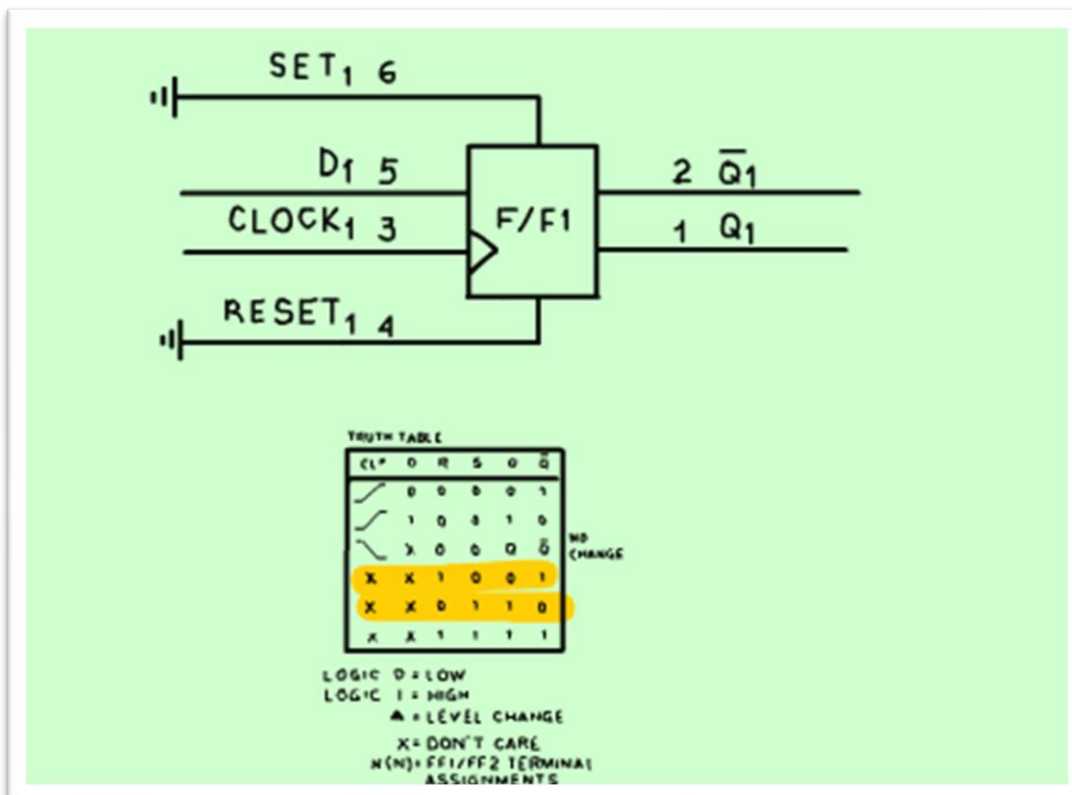 SET1 6
D1 5
2 Q̅1
CLOCK1 3
F/F1
1 Q1
RESET1 4
TRUTH TABLE
D R S Q Q̅
0 0 0 0 1
1 0 0 1 0
X 0 0 Q Q̅ NO CHANGE
X X 1 0 0 1
X X 0 1 1 0
X X 1 1 1 1
LOGIC 0 = LOW
LOGIC 1 = HIGH
▲ = LEVEL CHANGE
X = DON'T CARE
N(N) = FF1/FF2 TERMINAL
ASSIGNMENTS